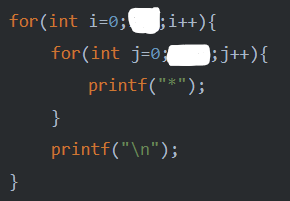 for(int i=0; ;i++){
for(int j=0; ;j++){
printf("*");
}
printf("\n");
}